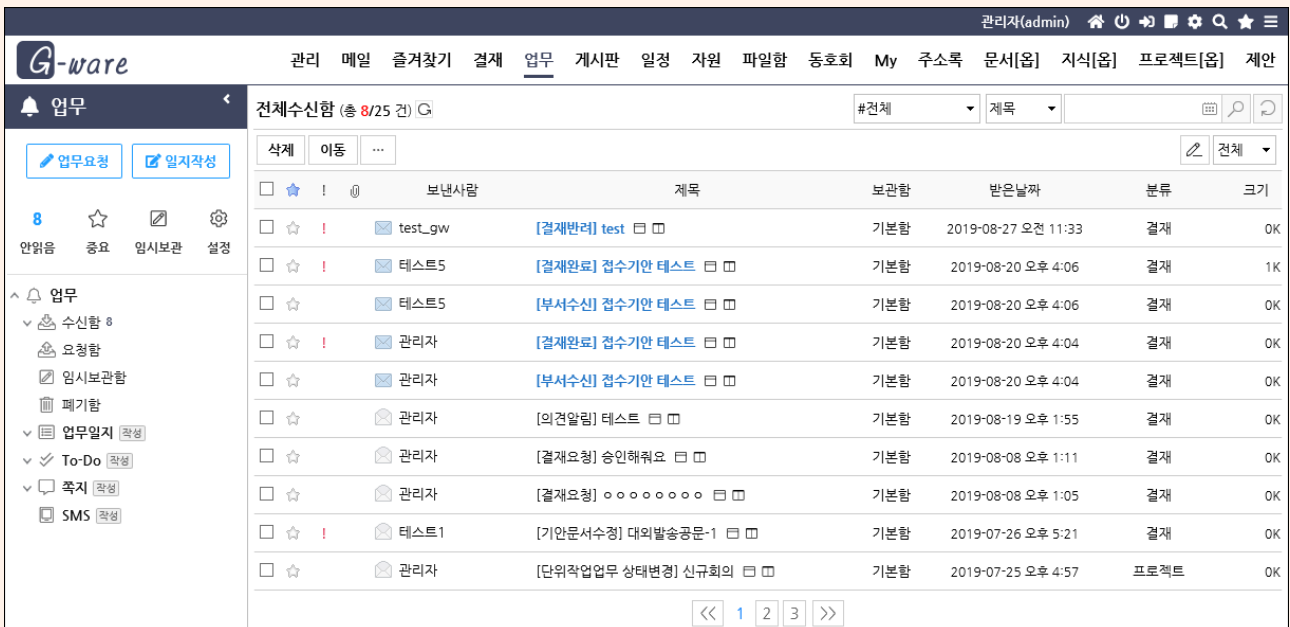 관리자(admin)
G-ware 관리 메일 즐겨찾기 결재 업무 게시판 일정 자원 파일함 동호회 My 주소록 문서[옵] 지식[옵] 프로젝트[옵] 제안
업무
업무요청 일지작성
8
안읽음 중요 임시보관 설정
업무
수신함 8
요청함
임시보관함
폐기함
업무일지 작성
To-Do 작성
쪽지 작성
SMS 작성
전체수신함 (총 8/25 건) #전체 제목
삭제 이동 ... 전체
! 보낸사람 제목 보관함 받은날짜 분류 크기
! test_gw [결재반려] test 기본함 2019-08-27 오전 11:33 결재 0K
! 테스트5 [결재완료] 접수기안 테스트 기본함 2019-08-20 오후 4:06 결재 1K
테스트5 [부서수신] 접수기안 테스트 기본함 2019-08-20 오후 4:06 결재 0K
! 관리자 [결재완료] 접수기안 테스트 기본함 2019-08-20 오후 4:04 결재 0K
관리자 [부서수신] 접수기안 테스트 기본함 2019-08-20 오후 4:04 결재 0K
관리자 [의견알림] 테스트 기본함 2019-08-19 오후 1:55 결재 0K
관리자 [결재요청] 승인해줘요 기본함 2019-08-08 오후 1:11 결재 0K
관리자 [결재요청] ㅇㅇㅇㅇㅇㅇㅇㅇ 기본함 2019-08-08 오후 1:05 결재 0K
! 테스트1 [기안문서수정] 대외발송공문-1 기본함 2019-07-26 오후 5:21 결재 0K
관리자 [단위작업업무 상태변경] 신규회의 기본함 2019-07-25 오후 4:57 프로젝트 0K
<< 1 2 3 >>